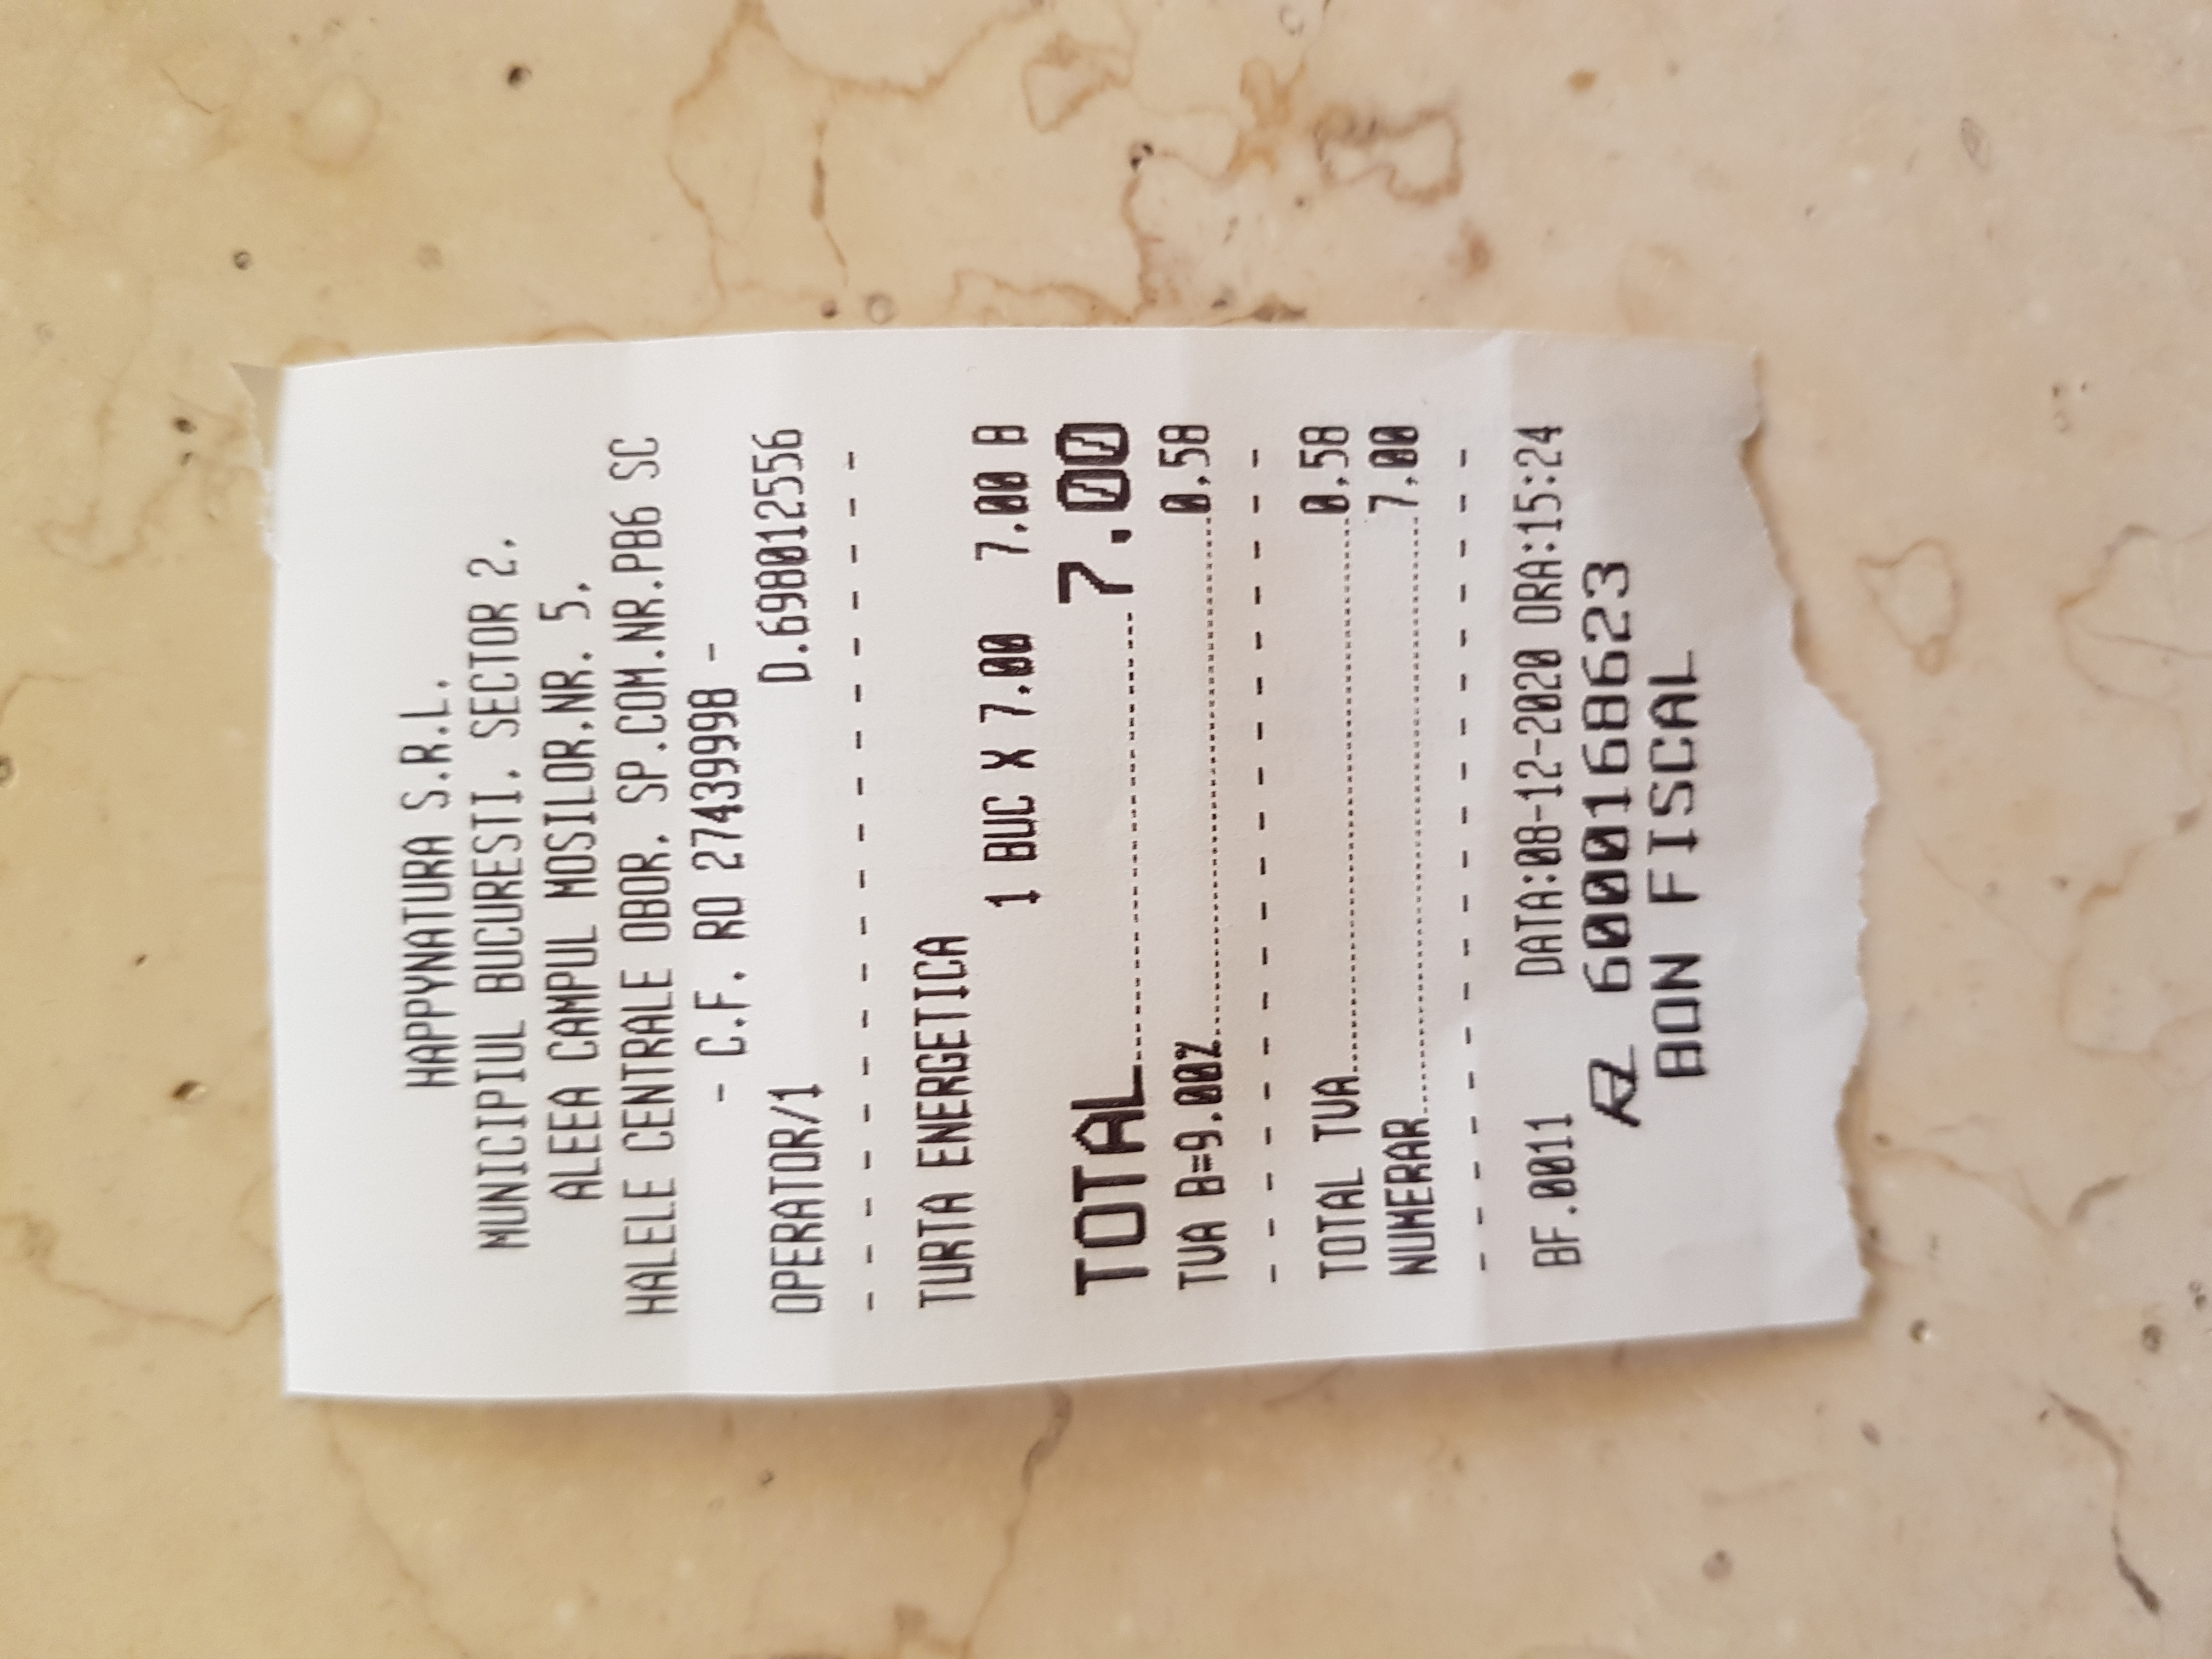 HAPPYNATURA S.R.L.
MUNICIPIUL BUCURESTI, SECTOR 2,
ALEEA CAMPUL MOSILOR,NR. 5,
HALELE CENTRALE OBOR, SP.COM.NR.PB6 SC
- C.F. RO 27439998 -
OPERATOR/1 D.698012556
- - - - - - - - - - - - - - - - - -
TURTA ENERGETICA
1 BUC X 7.00 7.00 B
TOTAL..........7.00
TVA B=9.00%..........0.58
- - - - - - - - - - - - - - - - - -
TOTAL TVA..........0.58
NUMERAR..........7.00
- - - - - - - - - - - - - - - - - -
BF.0011 DATA:08-12-2020 ORA:15:24
6000168623
BON FISCAL